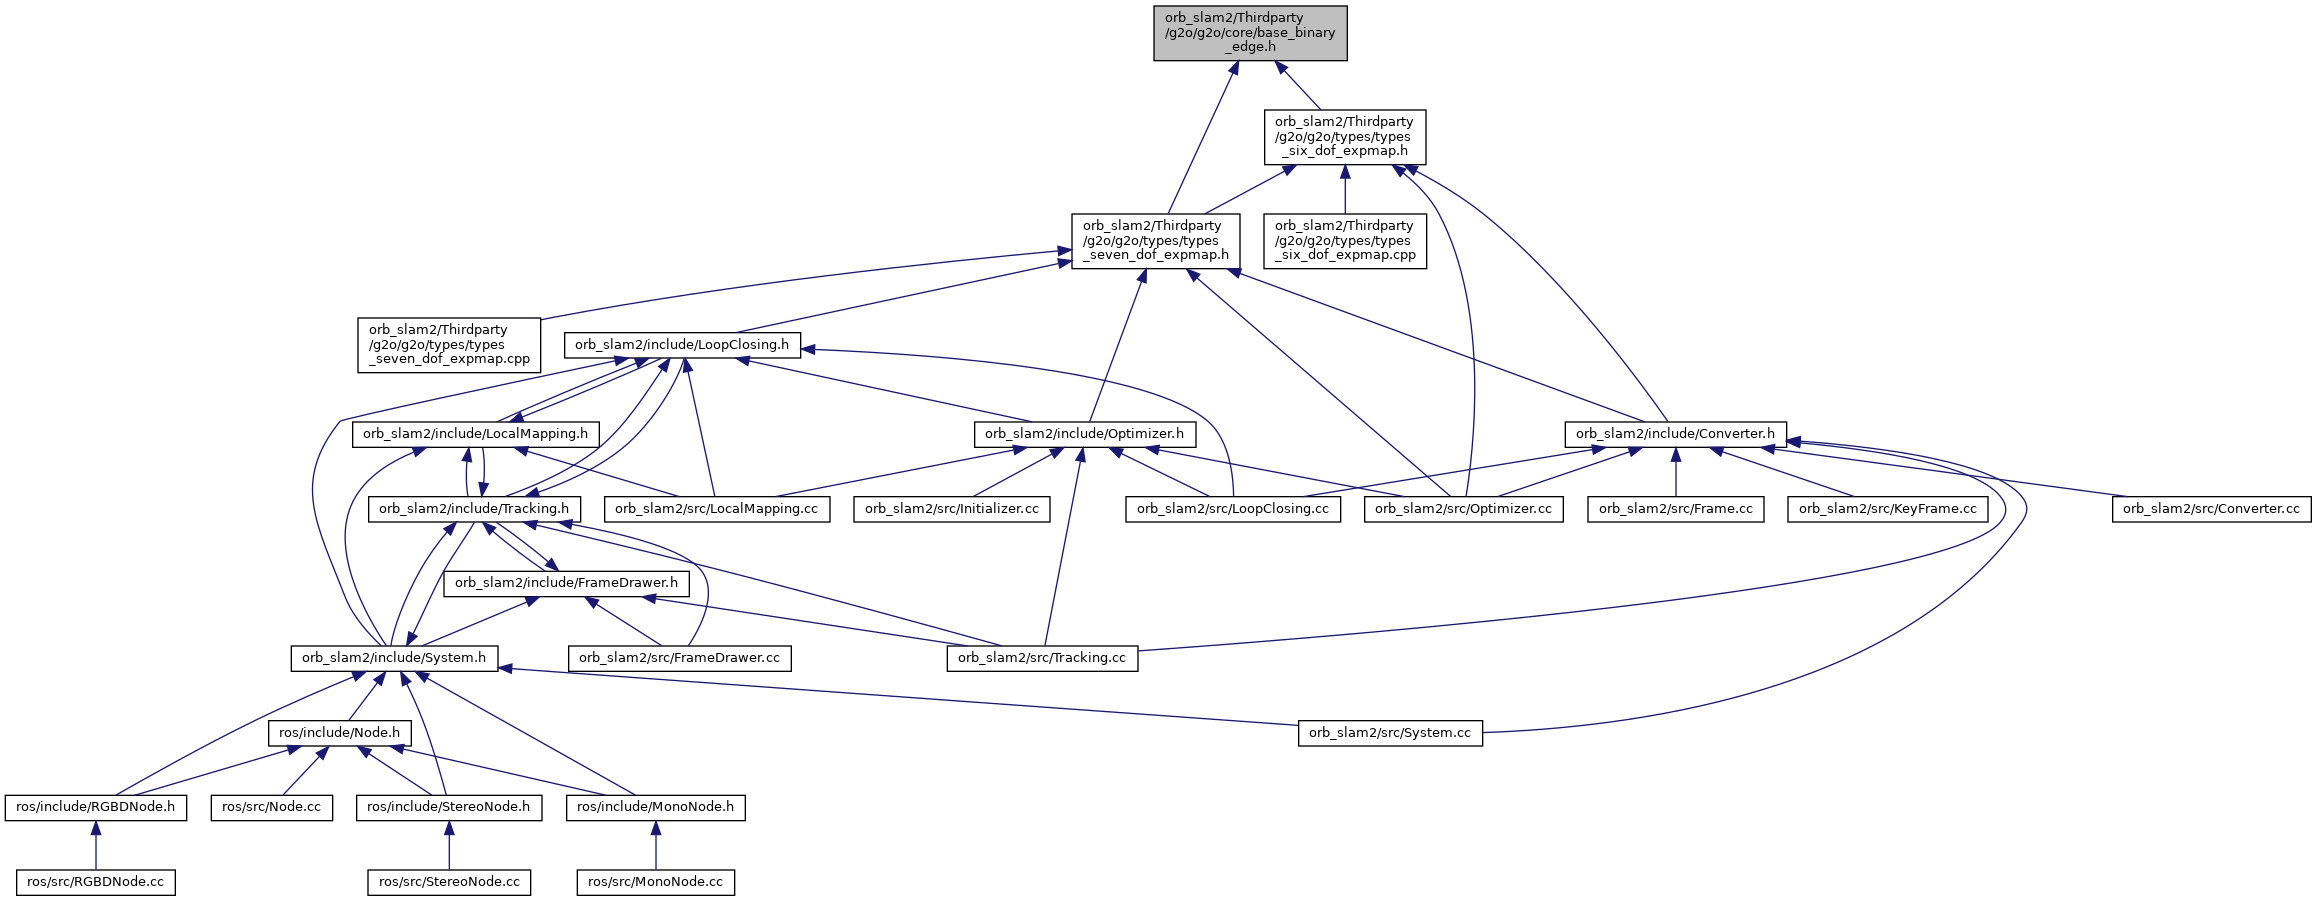 orb_slam2/Thirdparty
/g2o/g2o/core/base_binary
_edge.h
orb_slam2/Thirdparty
/g2o/g2o/types/types
_six_dof_expmap.h
orb_slam2/Thirdparty
/g2o/g2o/types/types
_seven_dof_expmap.h
orb_slam2/Thirdparty
/g2o/g2o/types/types
_six_dof_expmap.cpp
orb_slam2/Thirdparty
/g2o/g2o/types/types
_seven_dof_expmap.cpp
orb_slam2/include/LoopClosing.h
orb_slam2/include/LocalMapping.h
orb_slam2/include/Optimizer.h
orb_slam2/include/Converter.h
orb_slam2/include/Tracking.h
orb_slam2/src/LocalMapping.cc
orb_slam2/src/Initializer.cc
orb_slam2/src/LoopClosing.cc
orb_slam2/src/Optimizer.cc
orb_slam2/src/Frame.cc
orb_slam2/src/KeyFrame.cc
orb_slam2/src/Converter.cc
orb_slam2/include/FrameDrawer.h
orb_slam2/include/System.h
orb_slam2/src/FrameDrawer.cc
orb_slam2/src/Tracking.cc
ros/include/Node.h
orb_slam2/src/System.cc
ros/include/RGBDNode.h
ros/src/Node.cc
ros/include/StereoNode.h
ros/include/MonoNode.h
ros/src/RGBDNode.cc
ros/src/StereoNode.cc
ros/src/MonoNode.cc